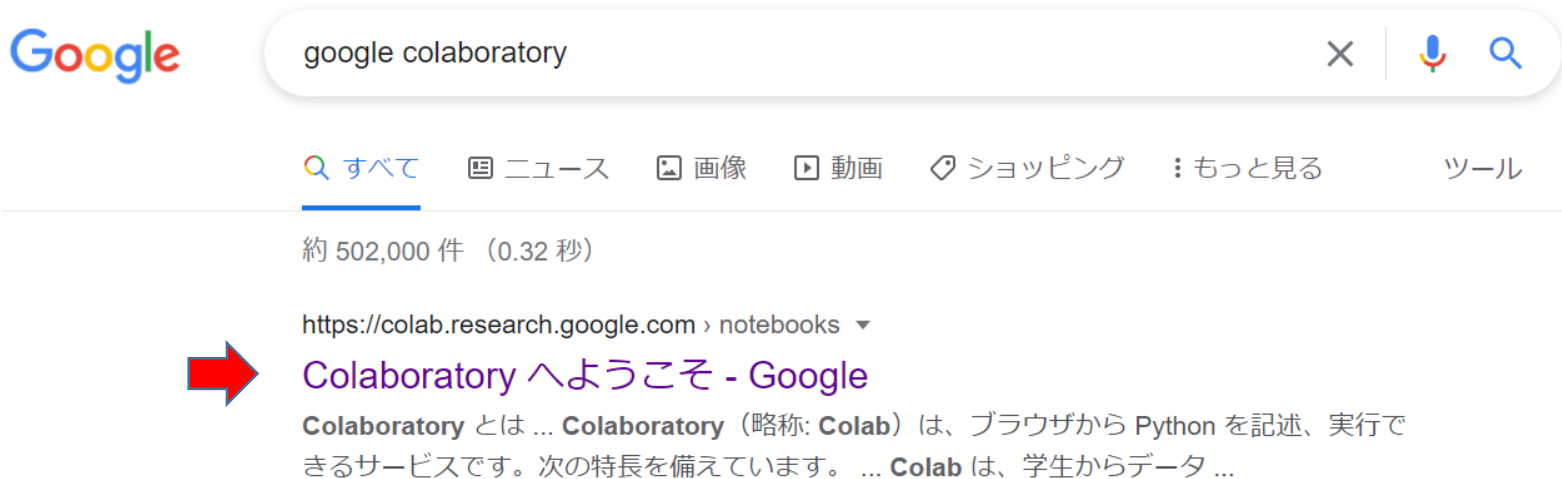 Google
google colaboratory
すべて ニュース 画像 動画 ショッピング もっと見る ツール
約 502,000 件 （0.32 秒）
https://colab.research.google.com › notebooks
Colaboratory へようこそ - Google
Colaboratory とは ... Colaboratory（略称: Colab）は、ブラウザから Python を記述、実行で
きるサービスです。次の特長を備えています。 ... Colab は、学生からデータ ...